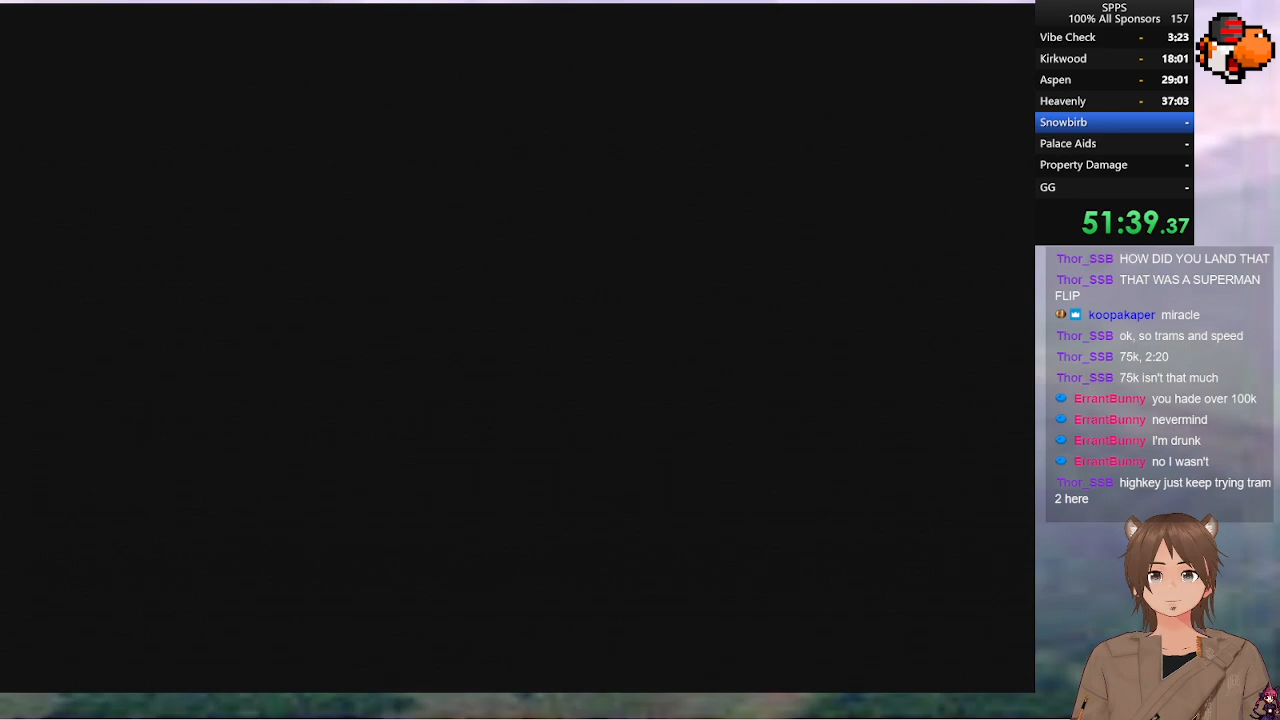 SPPS
100% All Sponsors 157
Vibe Check - 3:23
Kirkwood - 18:01
Aspen - 29:01
Heavenly - 37:03
Snowbirb -
Palace Aids -
Property Damage -
GG -
51:39.37
Thor_SSB HOW DID YOU LAND THAT
Thor_SSB THAT WAS A SUPERMAN
FLIP
koopakaper miracle
Thor_SSB ok, so trams and speed
Thor_SSB 75k, 2:20
Thor_SSB 75k isn't that much
ErrantBunny you hade over 100k
ErrantBunny nevermind
ErrantBunny I'm drunk
ErrantBunny no I wasn't
Thor_SSB highkey just keep trying tram
2 here